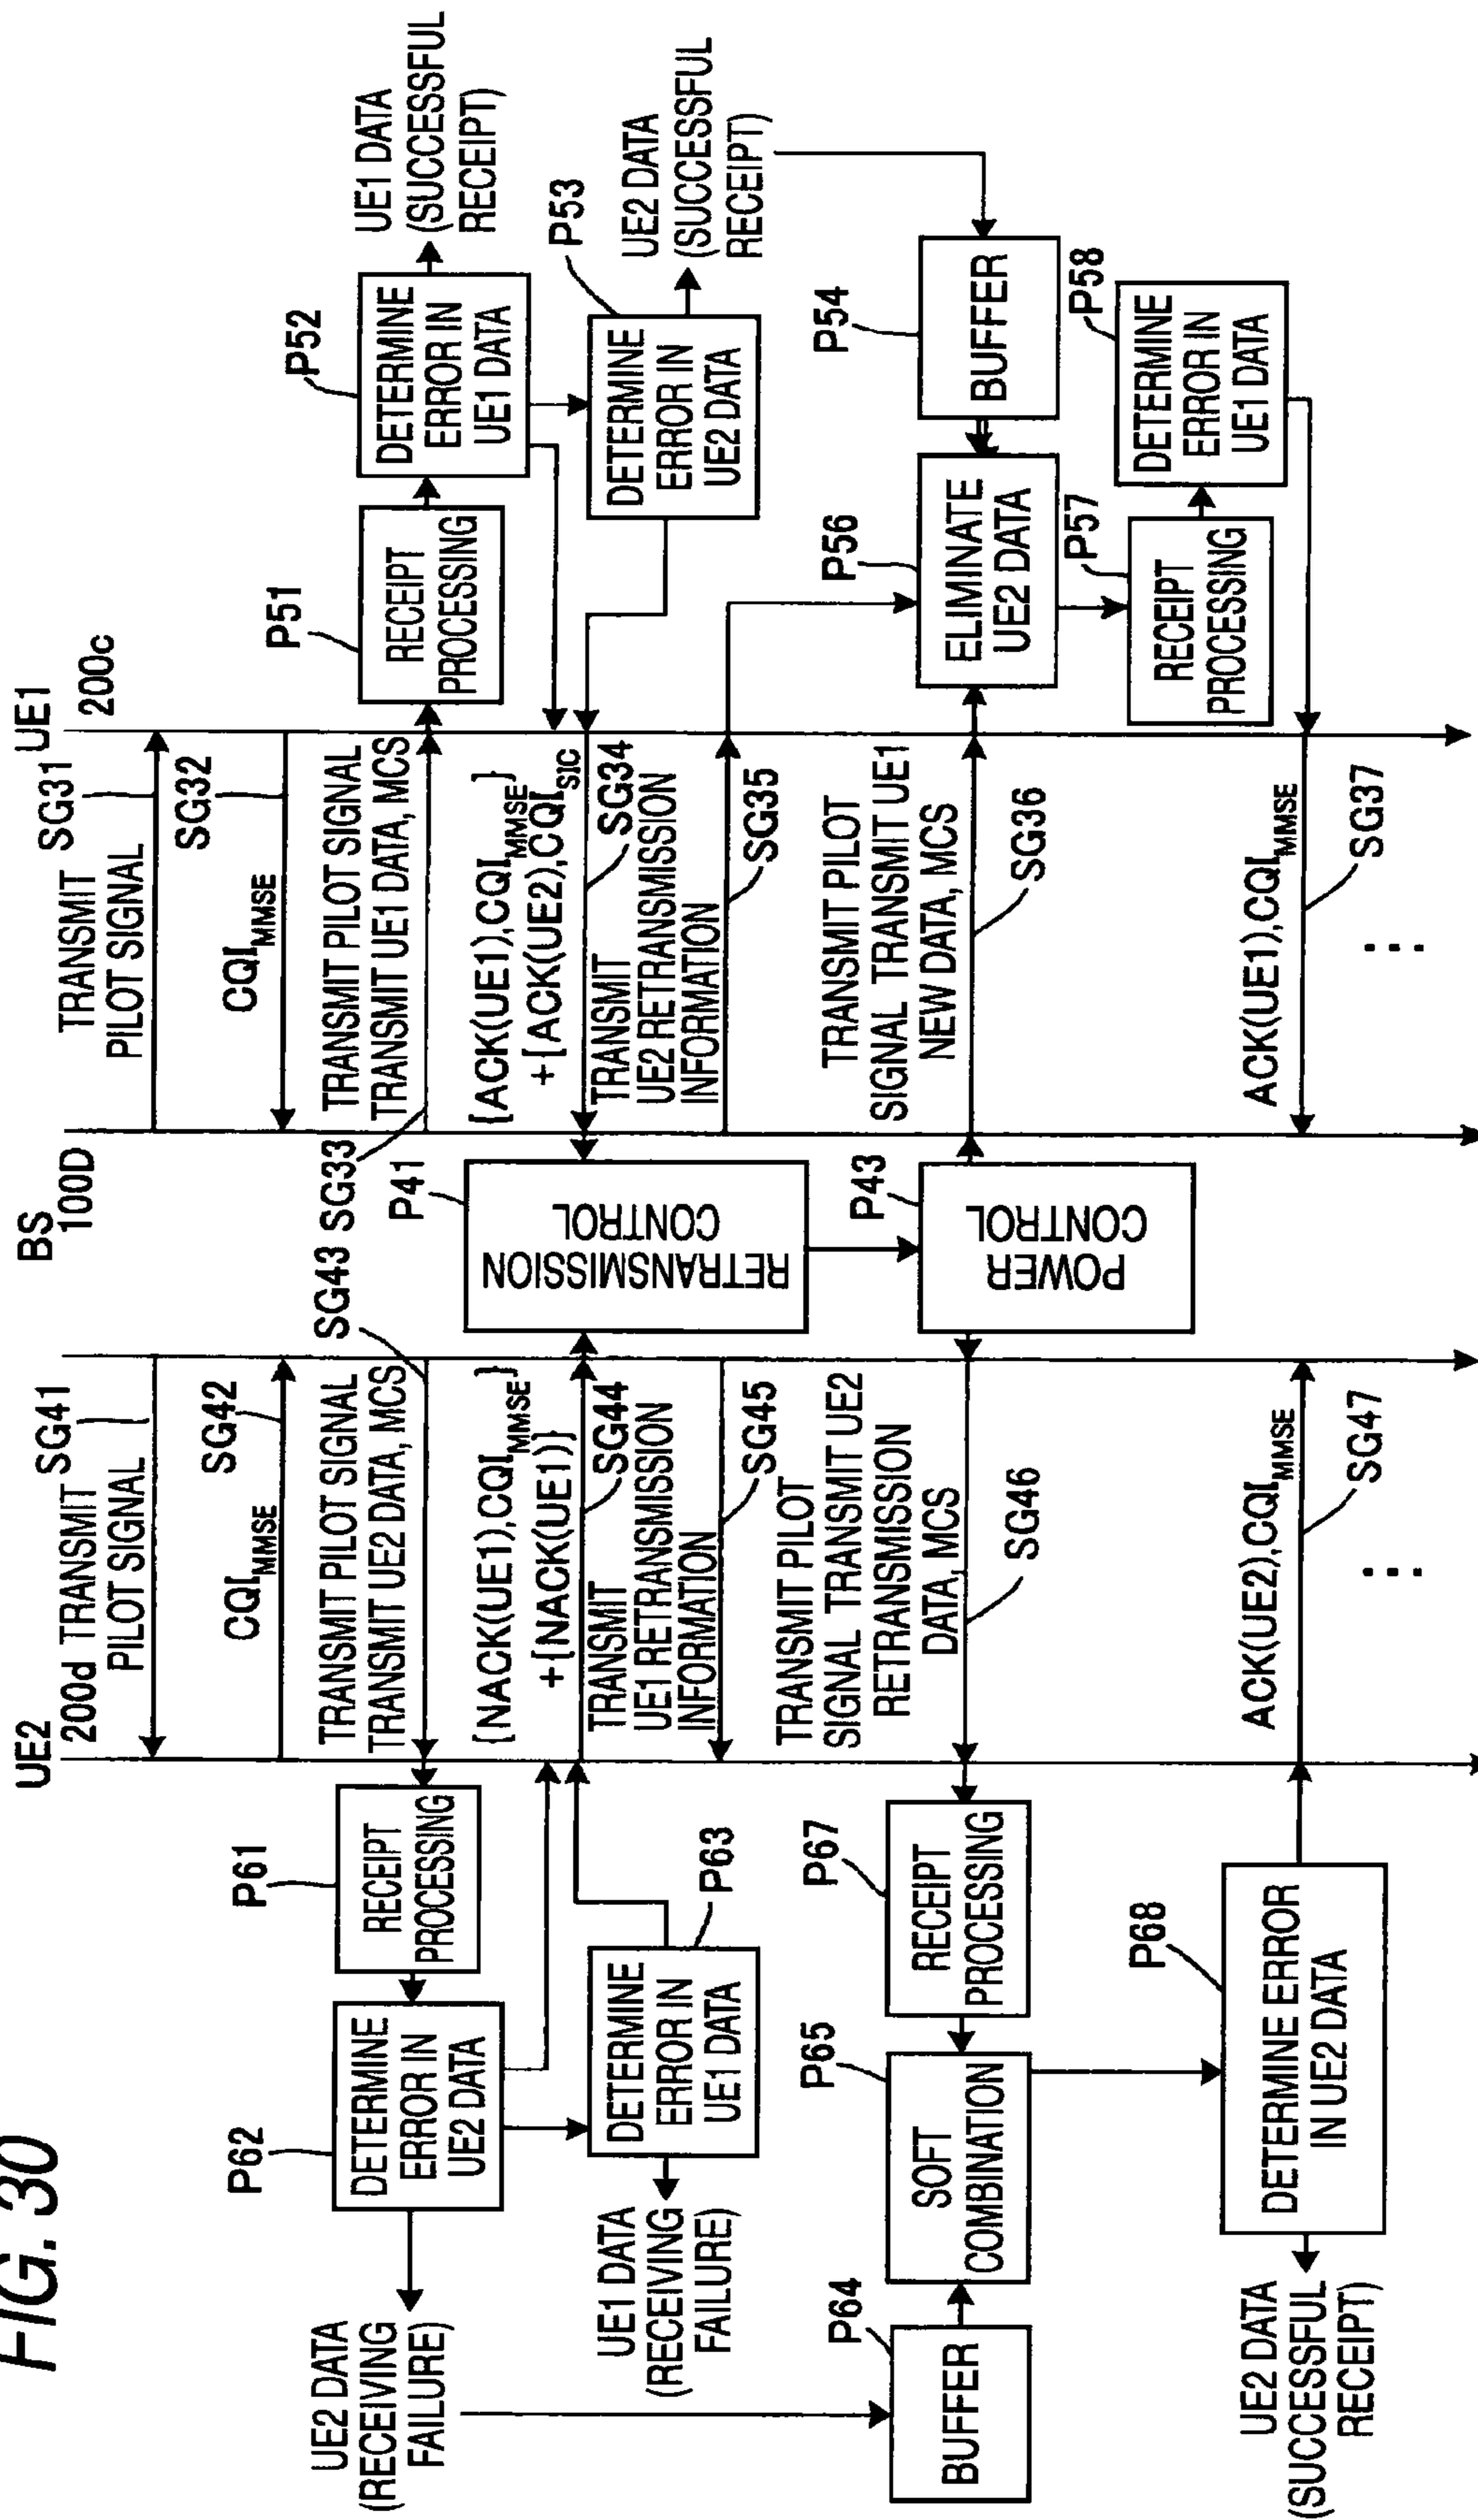 FIG. 30
UE2
200d
BS
100D
UE1
200c
TRANSMIT
PILOT SIGNAL
SG41
TRANSMIT
PILOT SIGNAL
SG31
CQI_MMSE
SG42
CQI_MMSE
SG32
TRANSMIT PILOT SIGNAL
TRANSMIT UE2 DATA, MCS
SG43
SG33
TRANSMIT PILOT SIGNAL
TRANSMIT UE1 DATA, MCS
P61
RECEIPT
PROCESSING
P62
DETERMINE
ERROR IN
UE2 DATA
UE2 DATA
(RECEIVING
FAILURE)
P51
RECEIPT
PROCESSING
P52
DETERMINE
ERROR IN
UE1 DATA
UE1 DATA
(SUCCESSFUL
RECEIPT)
P63
DETERMINE
ERROR IN
UE1 DATA
UE1 DATA
(RECEIVING
FAILURE)
P53
DETERMINE
ERROR IN
UE2 DATA
UE2 DATA
(SUCCESSFUL
RECEIPT)
[NACK(UE1),CQI_MMSE]
+[NACK(UE1)]
SG44
P41
RETRANSMISSION
CONTROL
[ACK(UE1),CQI_MMSE]
+[ACK(UE2),CQI_SIC
SG34
TRANSMIT
UE1 RETRANSMISSION
INFORMATION
SG45
TRANSMIT
UE2 RETRANSMISSION
INFORMATION
SG35
P64
BUFFER
P65
SOFT
COMBINATION
P67
RECEIPT
PROCESSING
TRANSMIT PILOT
SIGNAL TRANSMIT UE2
RETRANSMISSION
DATA, MCS
SG46
P43
POWER
CONTROL
TRANSMIT PILOT
SIGNAL TRANSMIT UE1
NEW DATA, MCS
SG36
P56
ELIMINATE
UE2 DATA
P54
BUFFER
P57
RECEIPT
PROCESSING
P58
DETERMINE
ERROR IN
UE1 DATA
P68
DETERMINE ERROR
IN UE2 DATA
UE2 DATA
(SUCCESSFUL
RECEIPT)
ACK(UE2),CQI_MMSE
SG47
ACK(UE1),CQI_MMSE
SG37